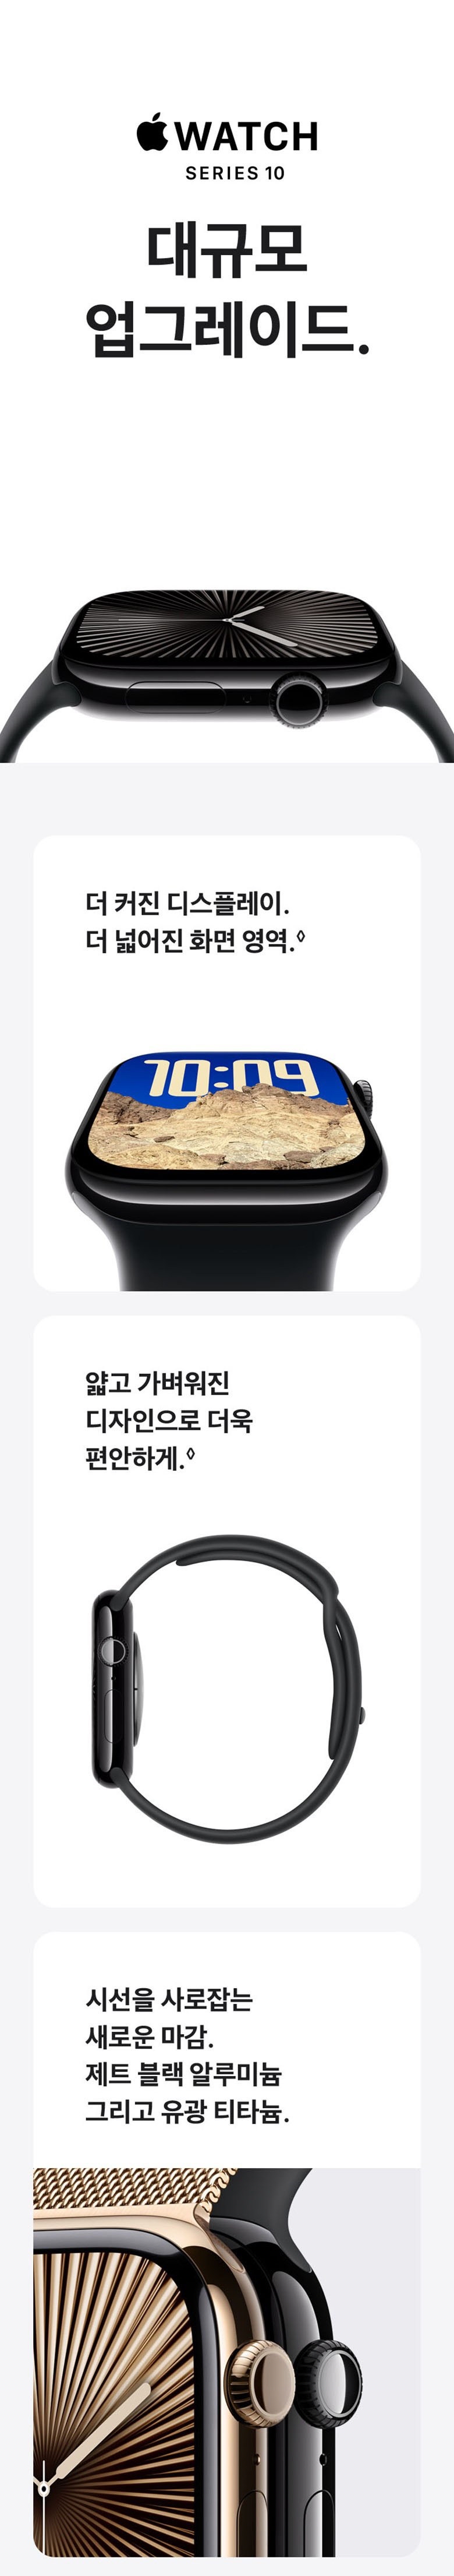 WATCH
SERIES 10
대규모
업그레이드.
더 커진 디스플레이.
더 넓어진 화면 영역.◊
10:09
얇고 가벼워진
디자인으로 더욱
편안하게.◊
시선을 사로잡는
새로운 마감.
제트 블랙 알루미늄
그리고 유광 티타늄.